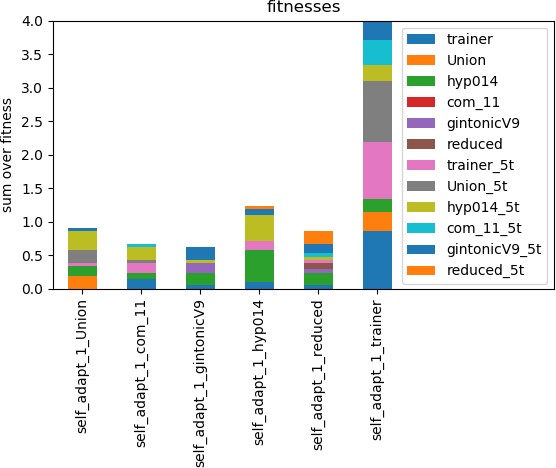 fitnesses
sum over fitness
4.0
3.5
3.0
2.5
2.0
1.5
1.0
0.5
0.0
trainer
Union
hyp014
com_11
gintonicV9
reduced
trainer_5t
Union_5t
hyp014_5t
com_11_5t
gintonicV9_5t
reduced_5t
self_adapt_1_Union
self_adapt_1_com_11
self_adapt_1_gintonicV9
self_adapt_1_hyp014
self_adapt_1_reduced
self_adapt_1_trainer